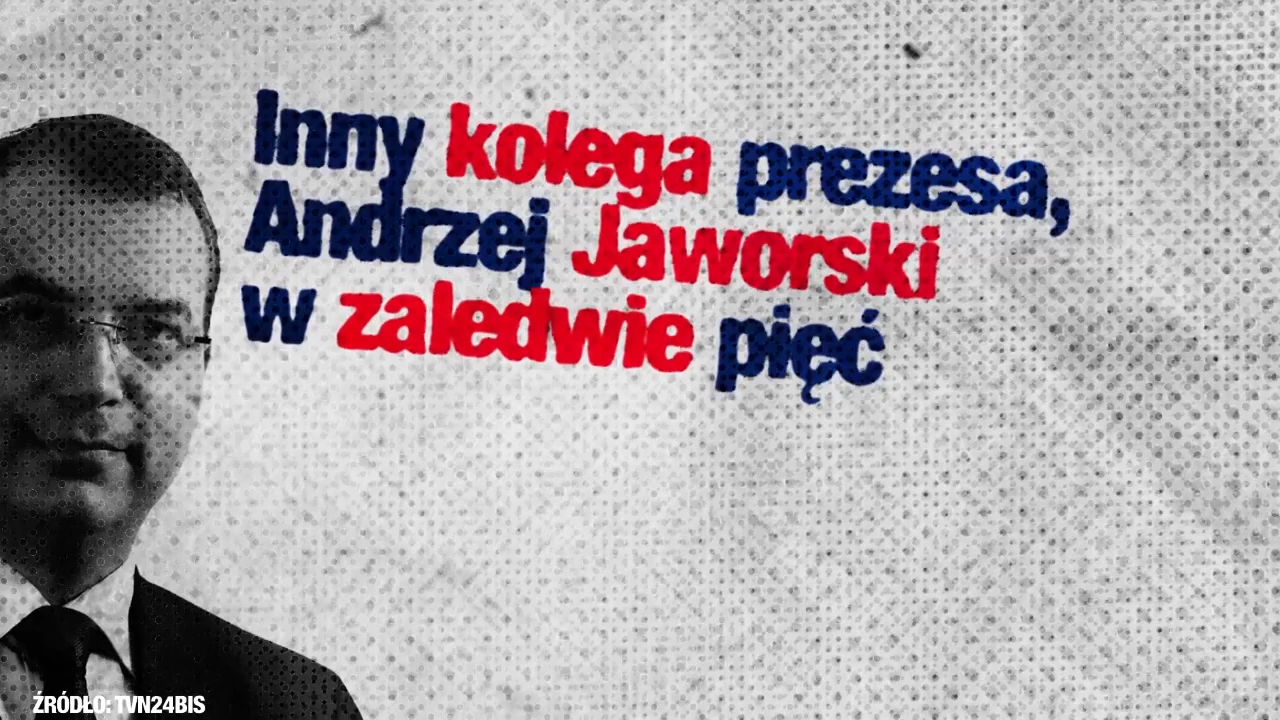 Inny kolega prezesa,
Andrzej Jaworski
w zaledwie pięć
ŹRÓDŁO: TVN24BIS